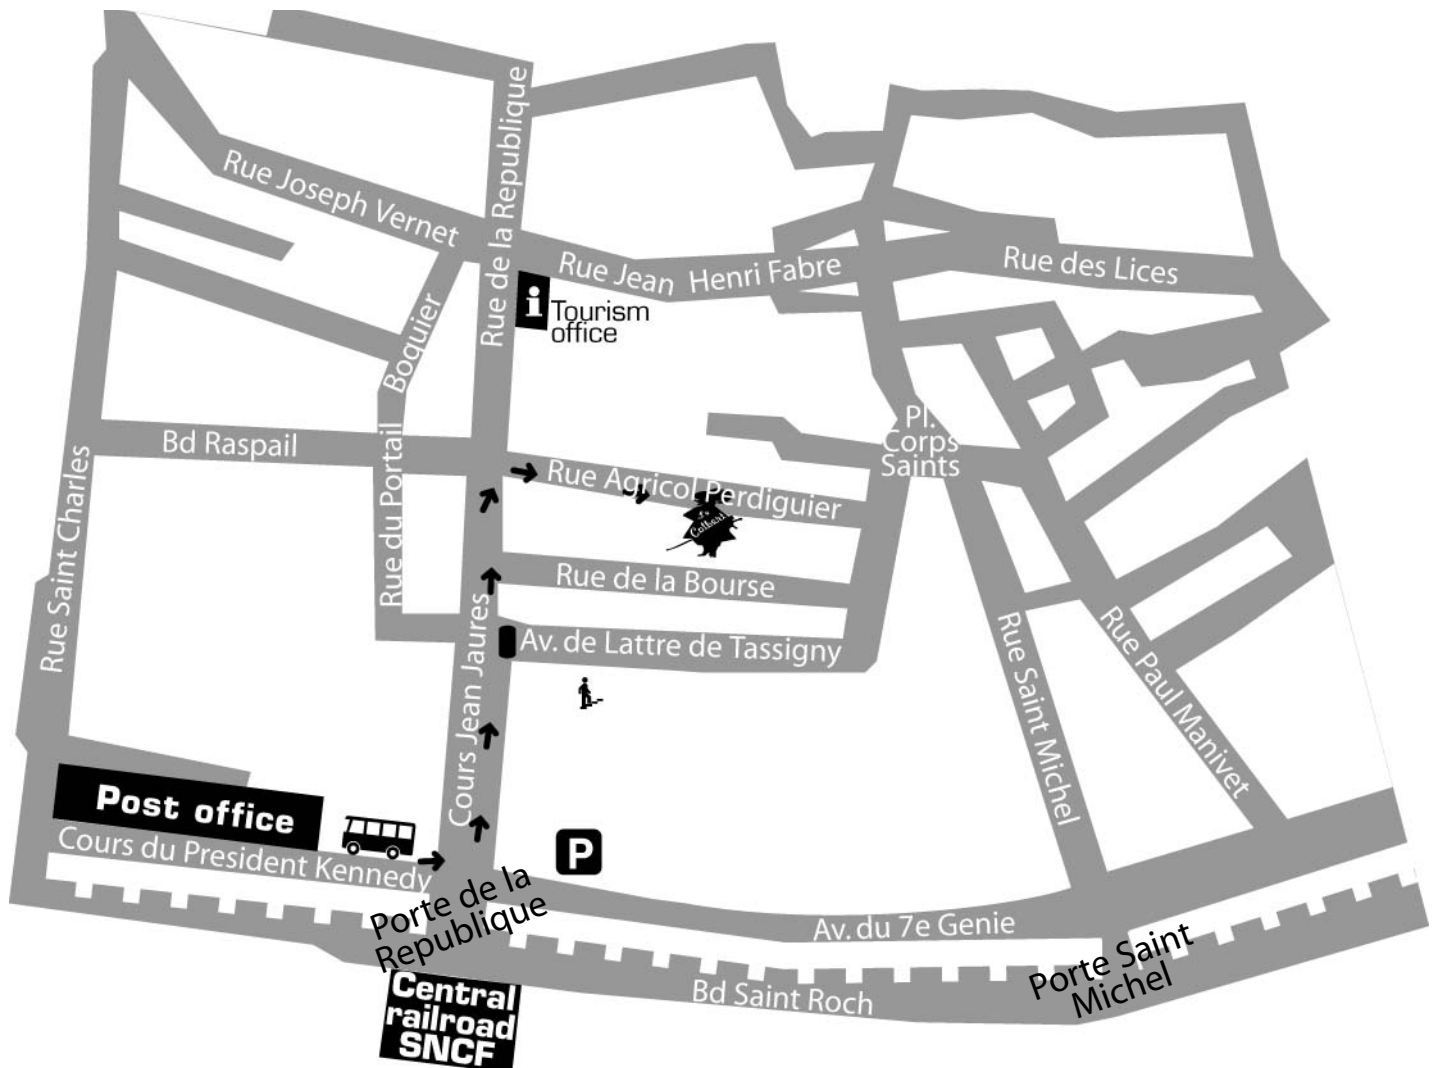 Rue de la Republique
Rue Joseph Vernet
Rue Jean Henri Fabre
Rue des Lices
i
Tourism
office
Boquier
Rue du Portail
Bd Raspail
Rue Saint Charles
Pl.
Corps
Saints
Rue Agricol Perdiguier
Le
Colbert
Rue de la Bourse
Av. de Lattre de Tassigny
Cours Jean Jaures
Rue Saint Michel
Rue Paul Manivet
Post office
Cours du President Kennedy
P
Porte de la
Republique
Av. du 7e Genie
Porte Saint
Michel
Bd Saint Roch
Central
railroad
SNCF